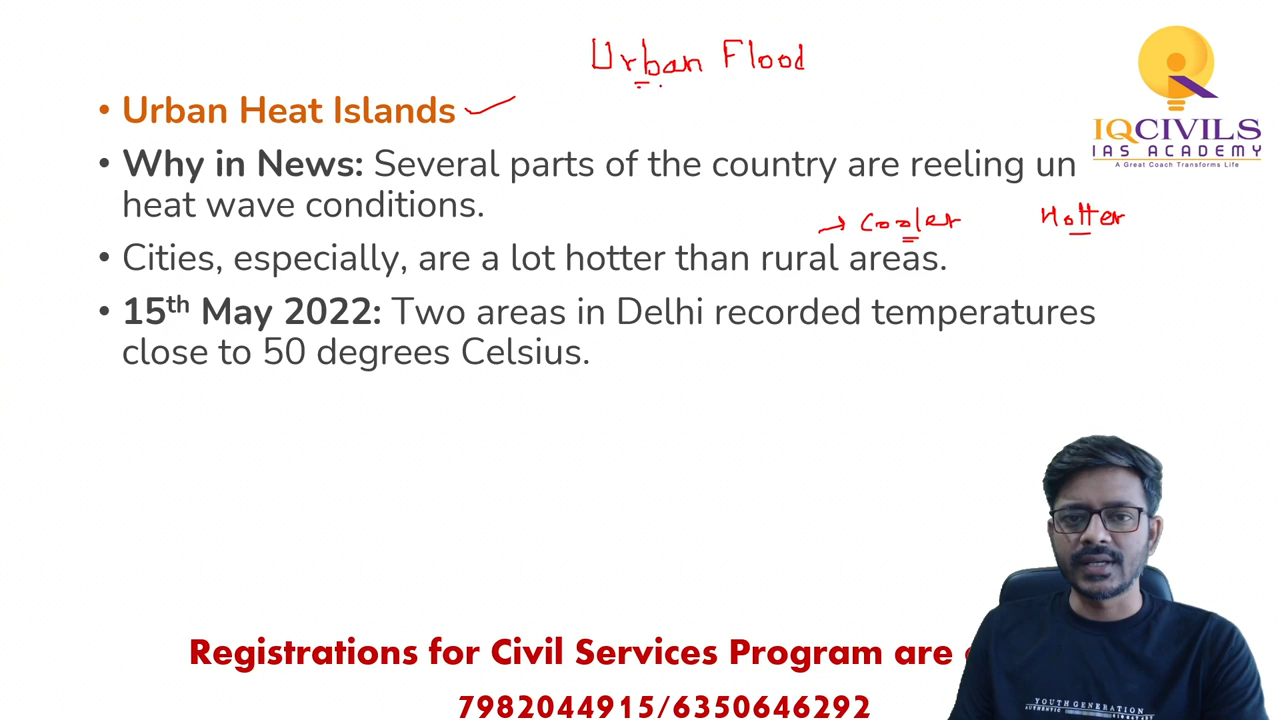 Urban Flood
• Urban Heat Islands
• Why in News: Several parts of the country are reeling un
heat wave conditions.
Cooler Hotter
• Cities, especially, are a lot hotter than rural areas.
• 15th May 2022: Two areas in Delhi recorded temperatures
close to 50 degrees Celsius.
IQCIVILS
IAS ACADEMY
A Great Coach Transforms Life
Registrations for Civil Services Program are
7982044915/6350646292
YOUTH GENERATION
AUTHENTIC